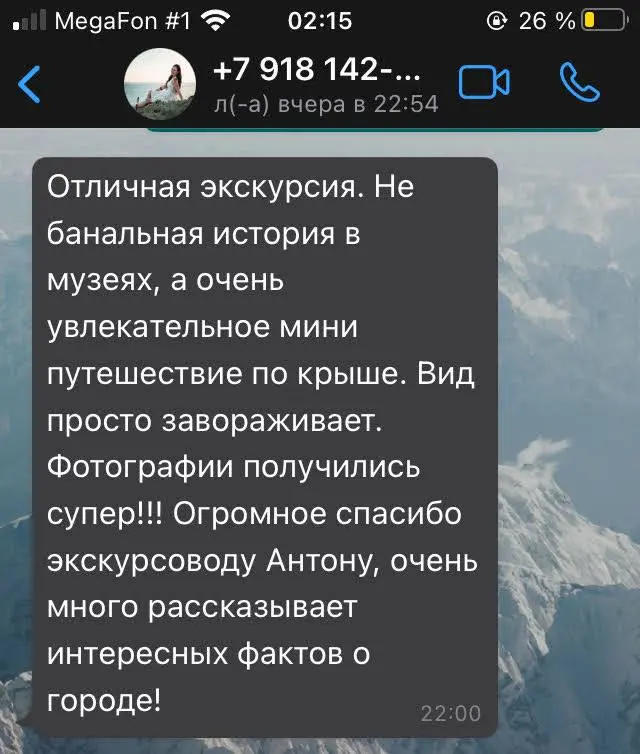 MegaFon #1 02:15 26 %
+7 918 142-...
л(-а) вчера в 22:54
Отличная экскурсия. Не
банальная история в
музеях, а очень
увлекательное мини
путешествие по крыше. Вид
просто завораживает.
Фотографии получились
супер!!! Огромное спасибо
экскурсоводу Антону, очень
много рассказывает
интересных фактов о
городе!
22:00